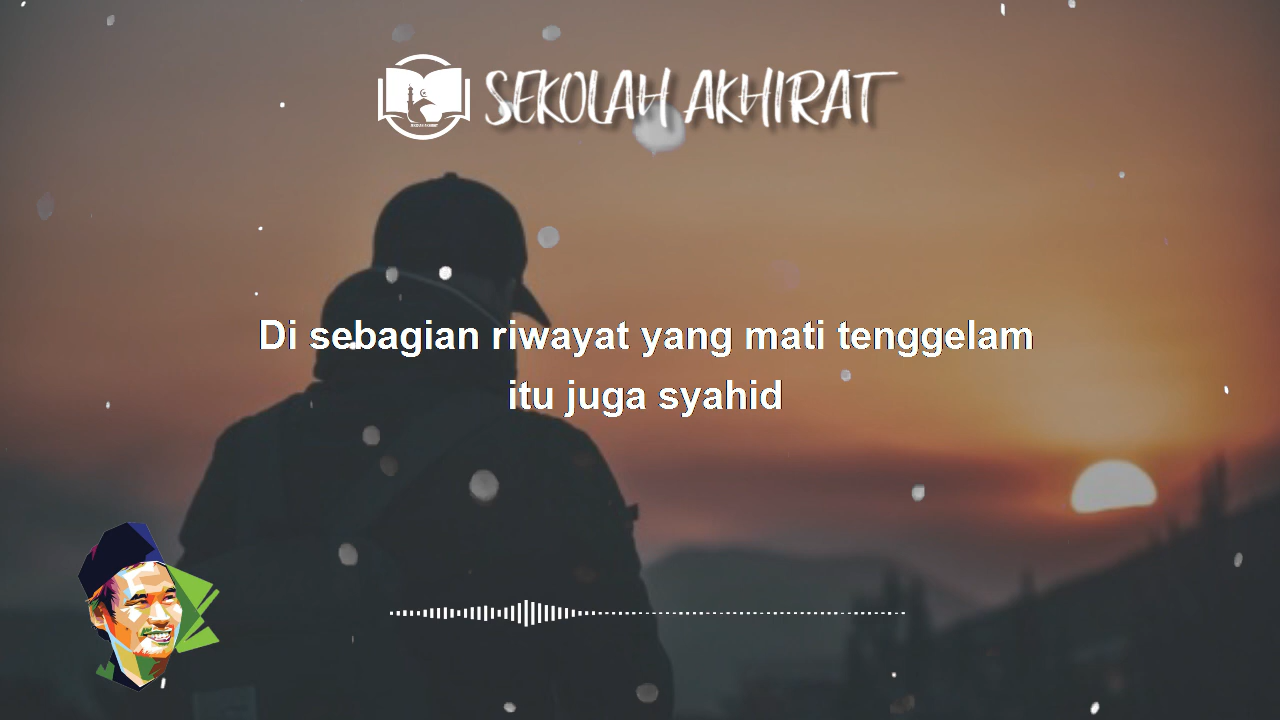 SEKOLAH AKHIRAT
Di sebagian riwayat yang mati tenggelam
itu juga syahid